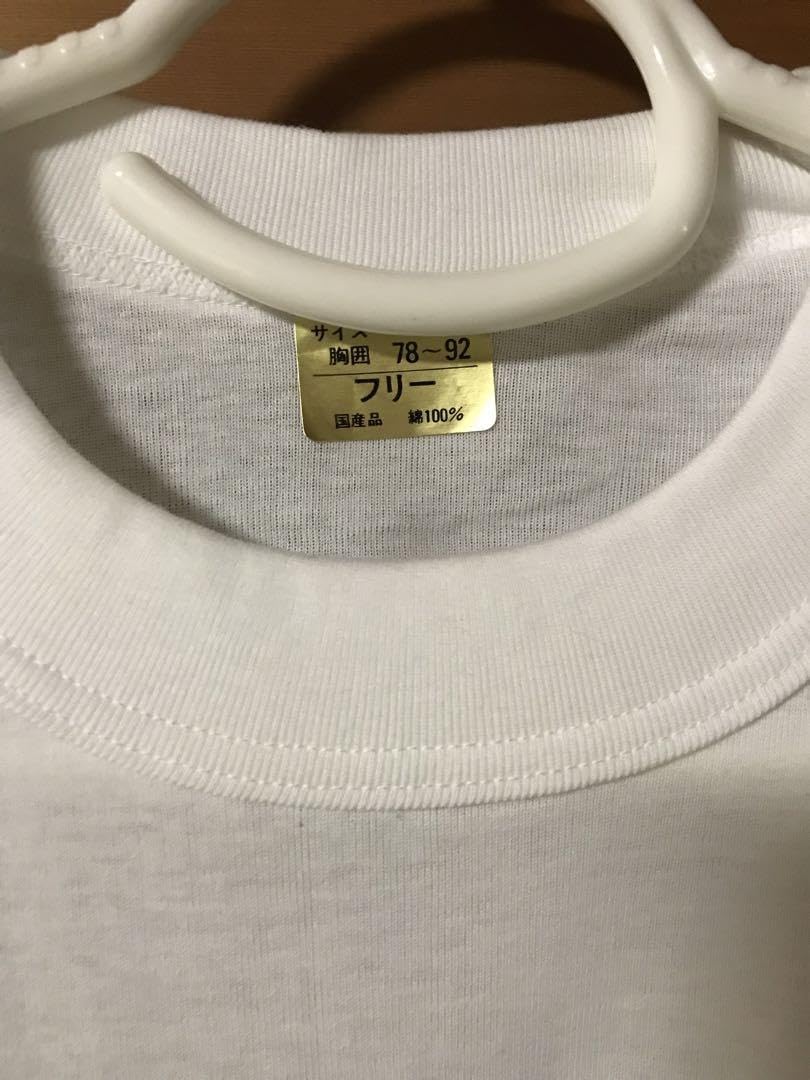 サイズ
胸囲 78～92
フリー
国産品 綿100%